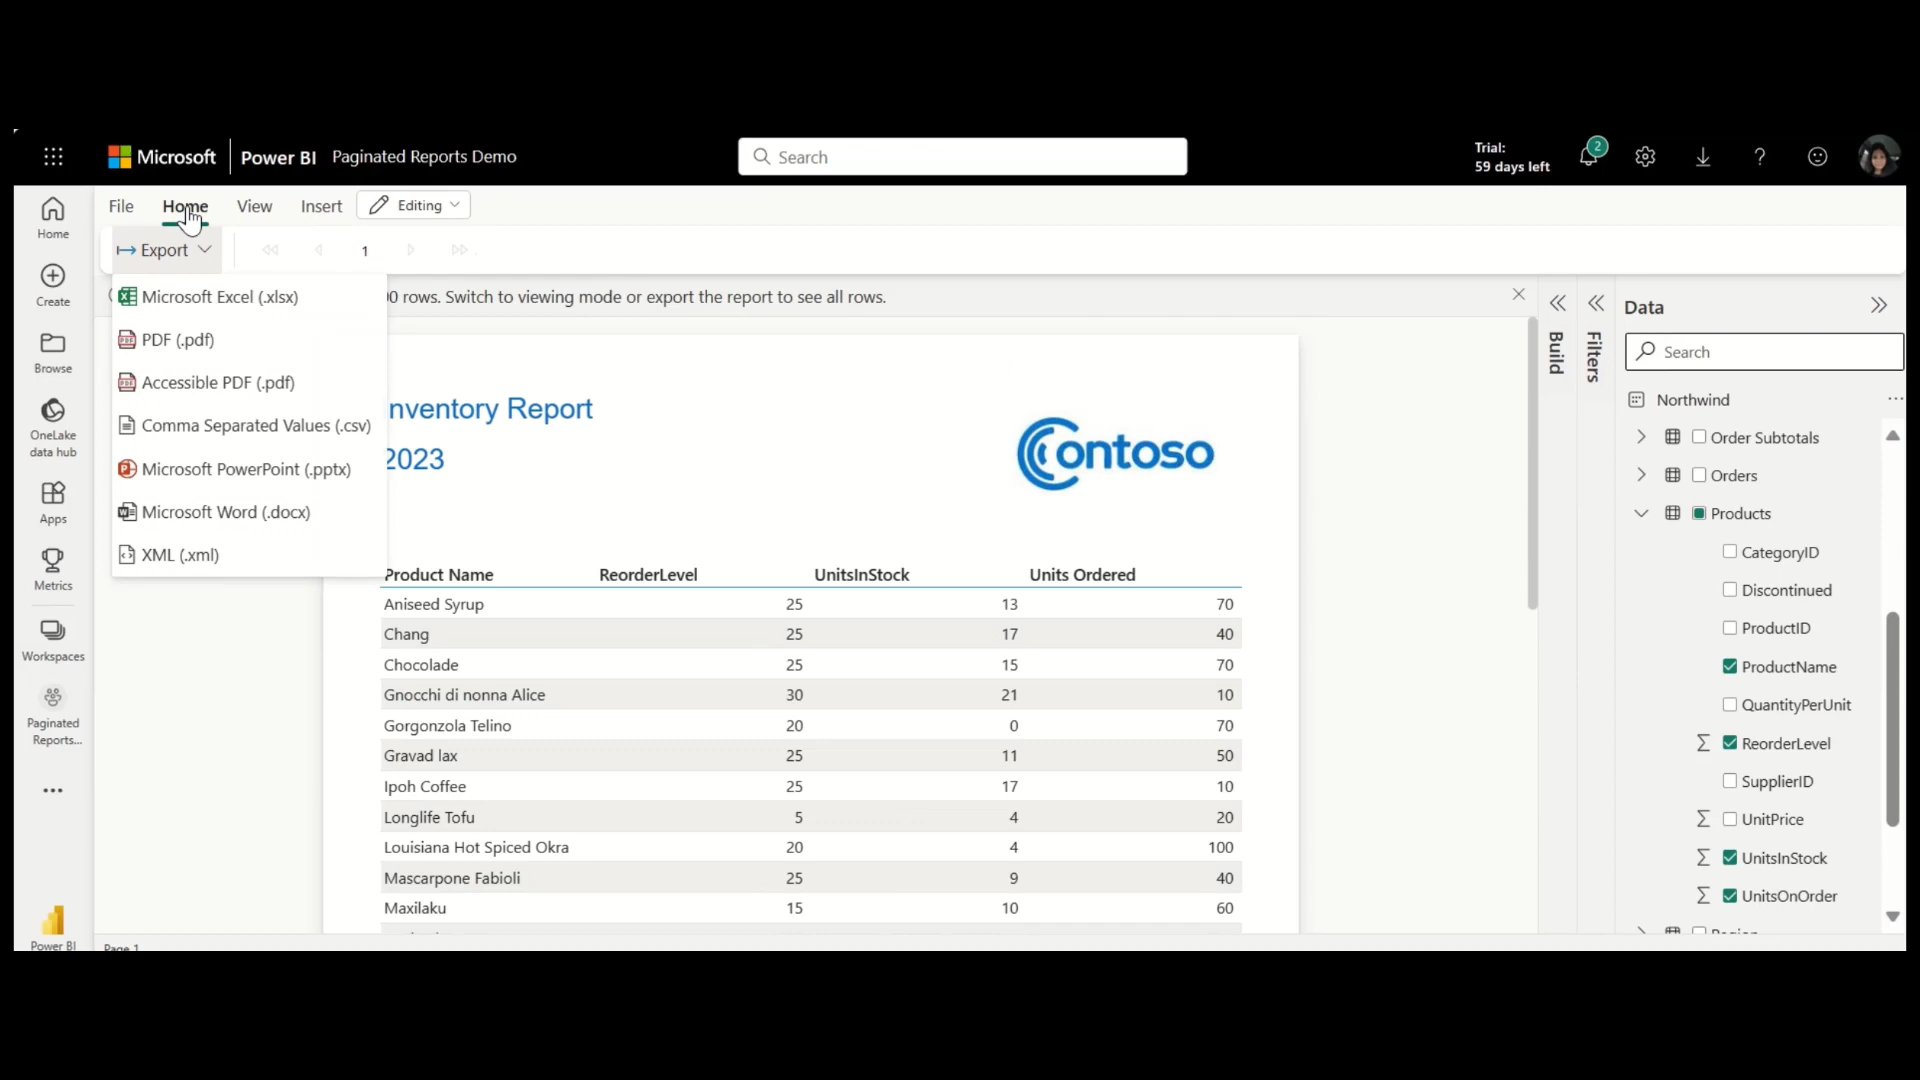 Microsoft Power BI Paginated Reports Demo
Search
Trial:
59 days left
2
File Home View Insert Editing
Export 1
Home
Create
Browse
OneLake
data hub
Apps
Metrics
Workspaces
Paginated
Reports...
Power BI
Microsoft Excel (.xlsx)
PDF (.pdf)
Accessible PDF (.pdf)
Comma Separated Values (.csv)
Microsoft PowerPoint (.pptx)
Microsoft Word (.docx)
XML (.xml)
0 rows. Switch to viewing mode or export the report to see all rows.
nventory Report
2023
Contoso
Product Name ReorderLevel UnitsInStock Units Ordered
Aniseed Syrup 25 13 70
Chang 25 17 40
Chocolade 25 15 70
Gnocchi di nonna Alice 30 21 10
Gorgonzola Telino 20 0 70
Gravad lax 25 11 50
Ipoh Coffee 25 17 10
Longlife Tofu 5 4 20
Louisiana Hot Spiced Okra 20 4 100
Mascarpone Fabioli 25 9 40
Maxilaku 15 10 60
Page 1
Build
Filters
Data
Search
Northwind
Order Subtotals
Orders
Products
CategoryID
Discontinued
ProductID
ProductName
QuantityPerUnit
ReorderLevel
SupplierID
UnitPrice
UnitsInStock
UnitsOnOrder
Region